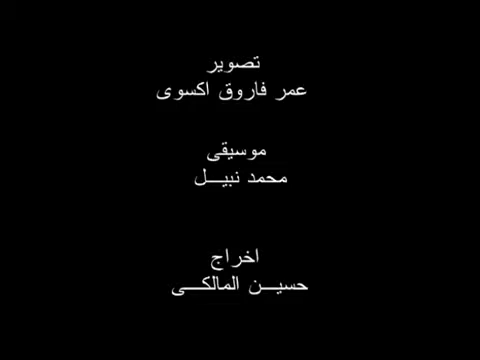 تصوير
عمر فاروق اكسوى
موسيقى
محمد نبيـــل
اخراج
حسيـــن المالكـــى